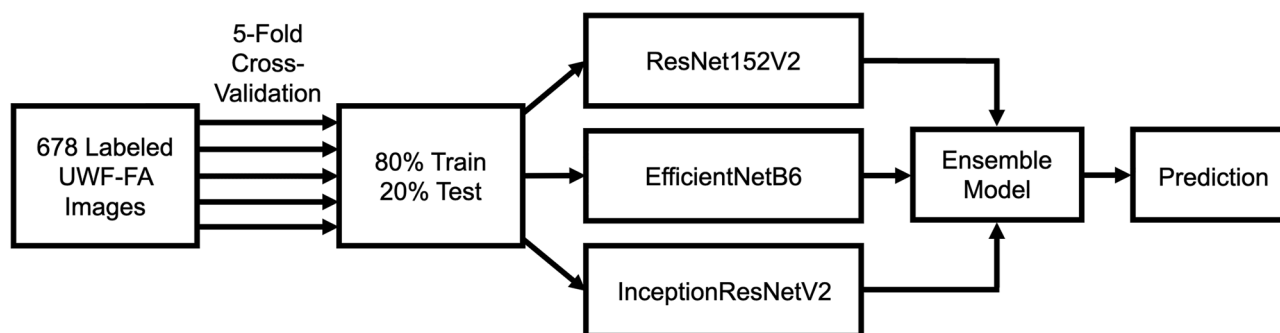 5-Fold
Cross-
Validation
678 Labeled
UWF-FA
Images
80% Train
20% Test
ResNet152V2
EfficientNetB6
InceptionResNetV2
Ensemble
Model
Prediction